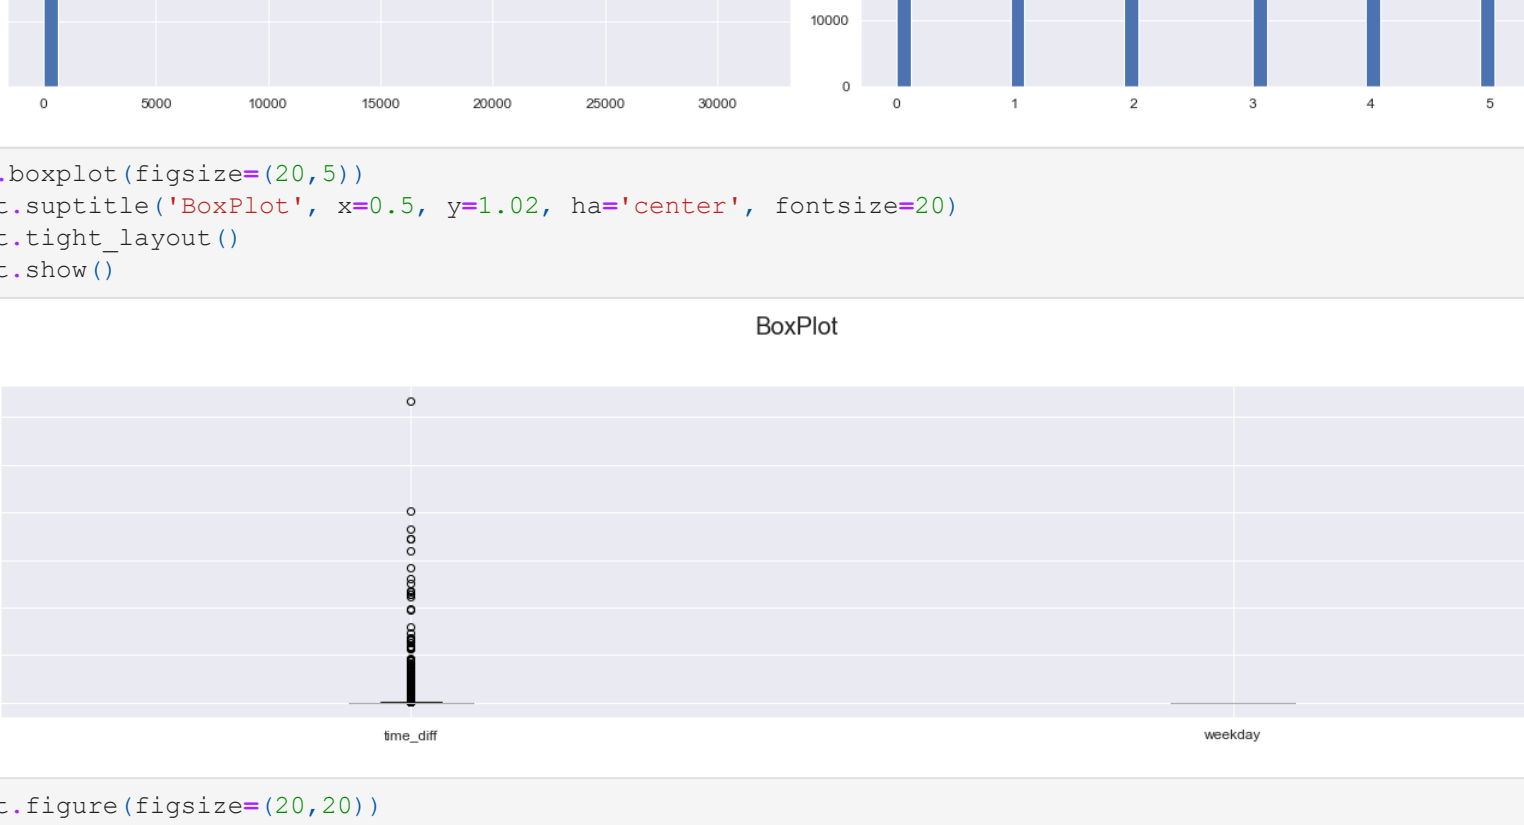 10000
0
0 5000 10000 15000 20000 25000 30000
0 1 2 3 4 5
.boxplot(figsize=(20,5))
t.suptitle('BoxPlot', x=0.5, y=1.02, ha='center', fontsize=20)
t.tight_layout()
t.show()
BoxPlot
time_diff weekday
t.figure(figsize=(20,20))